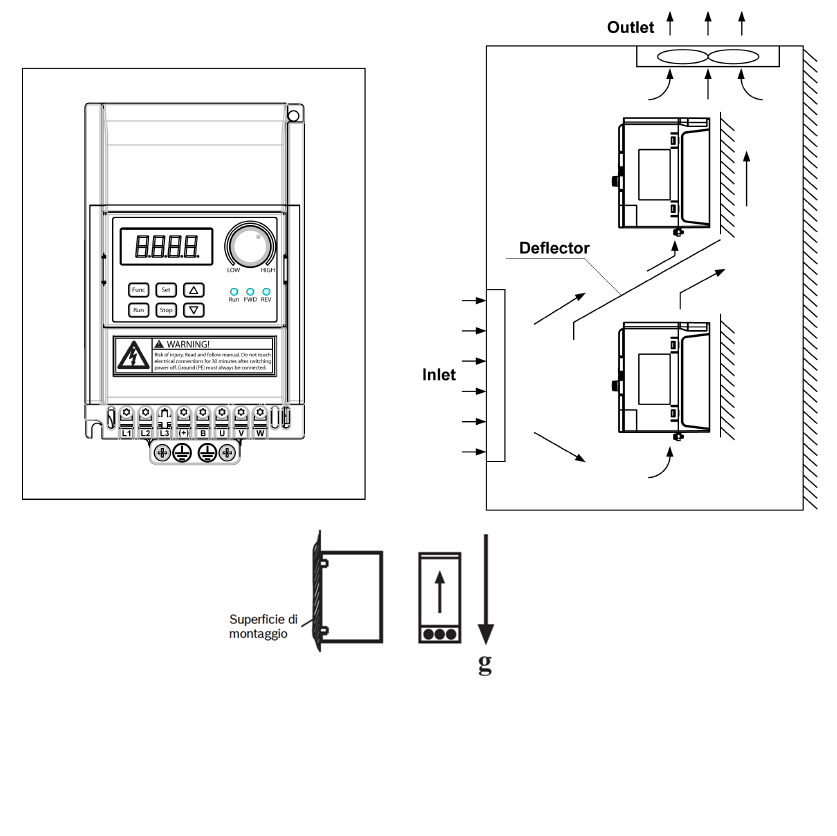 Outlet
8.8.8.8.
LOW HIGH
Func Set
Run Stop
Run FWD REV
WARNING!
Risk of injury. Read and follow manual. Do not touch
electrical connections for 30 minutes after switching
power off. Ground (PE) must always be connected.
L1 L2 L3 (+) B U V W
Deflector
Inlet
Superficie di
montaggio
g